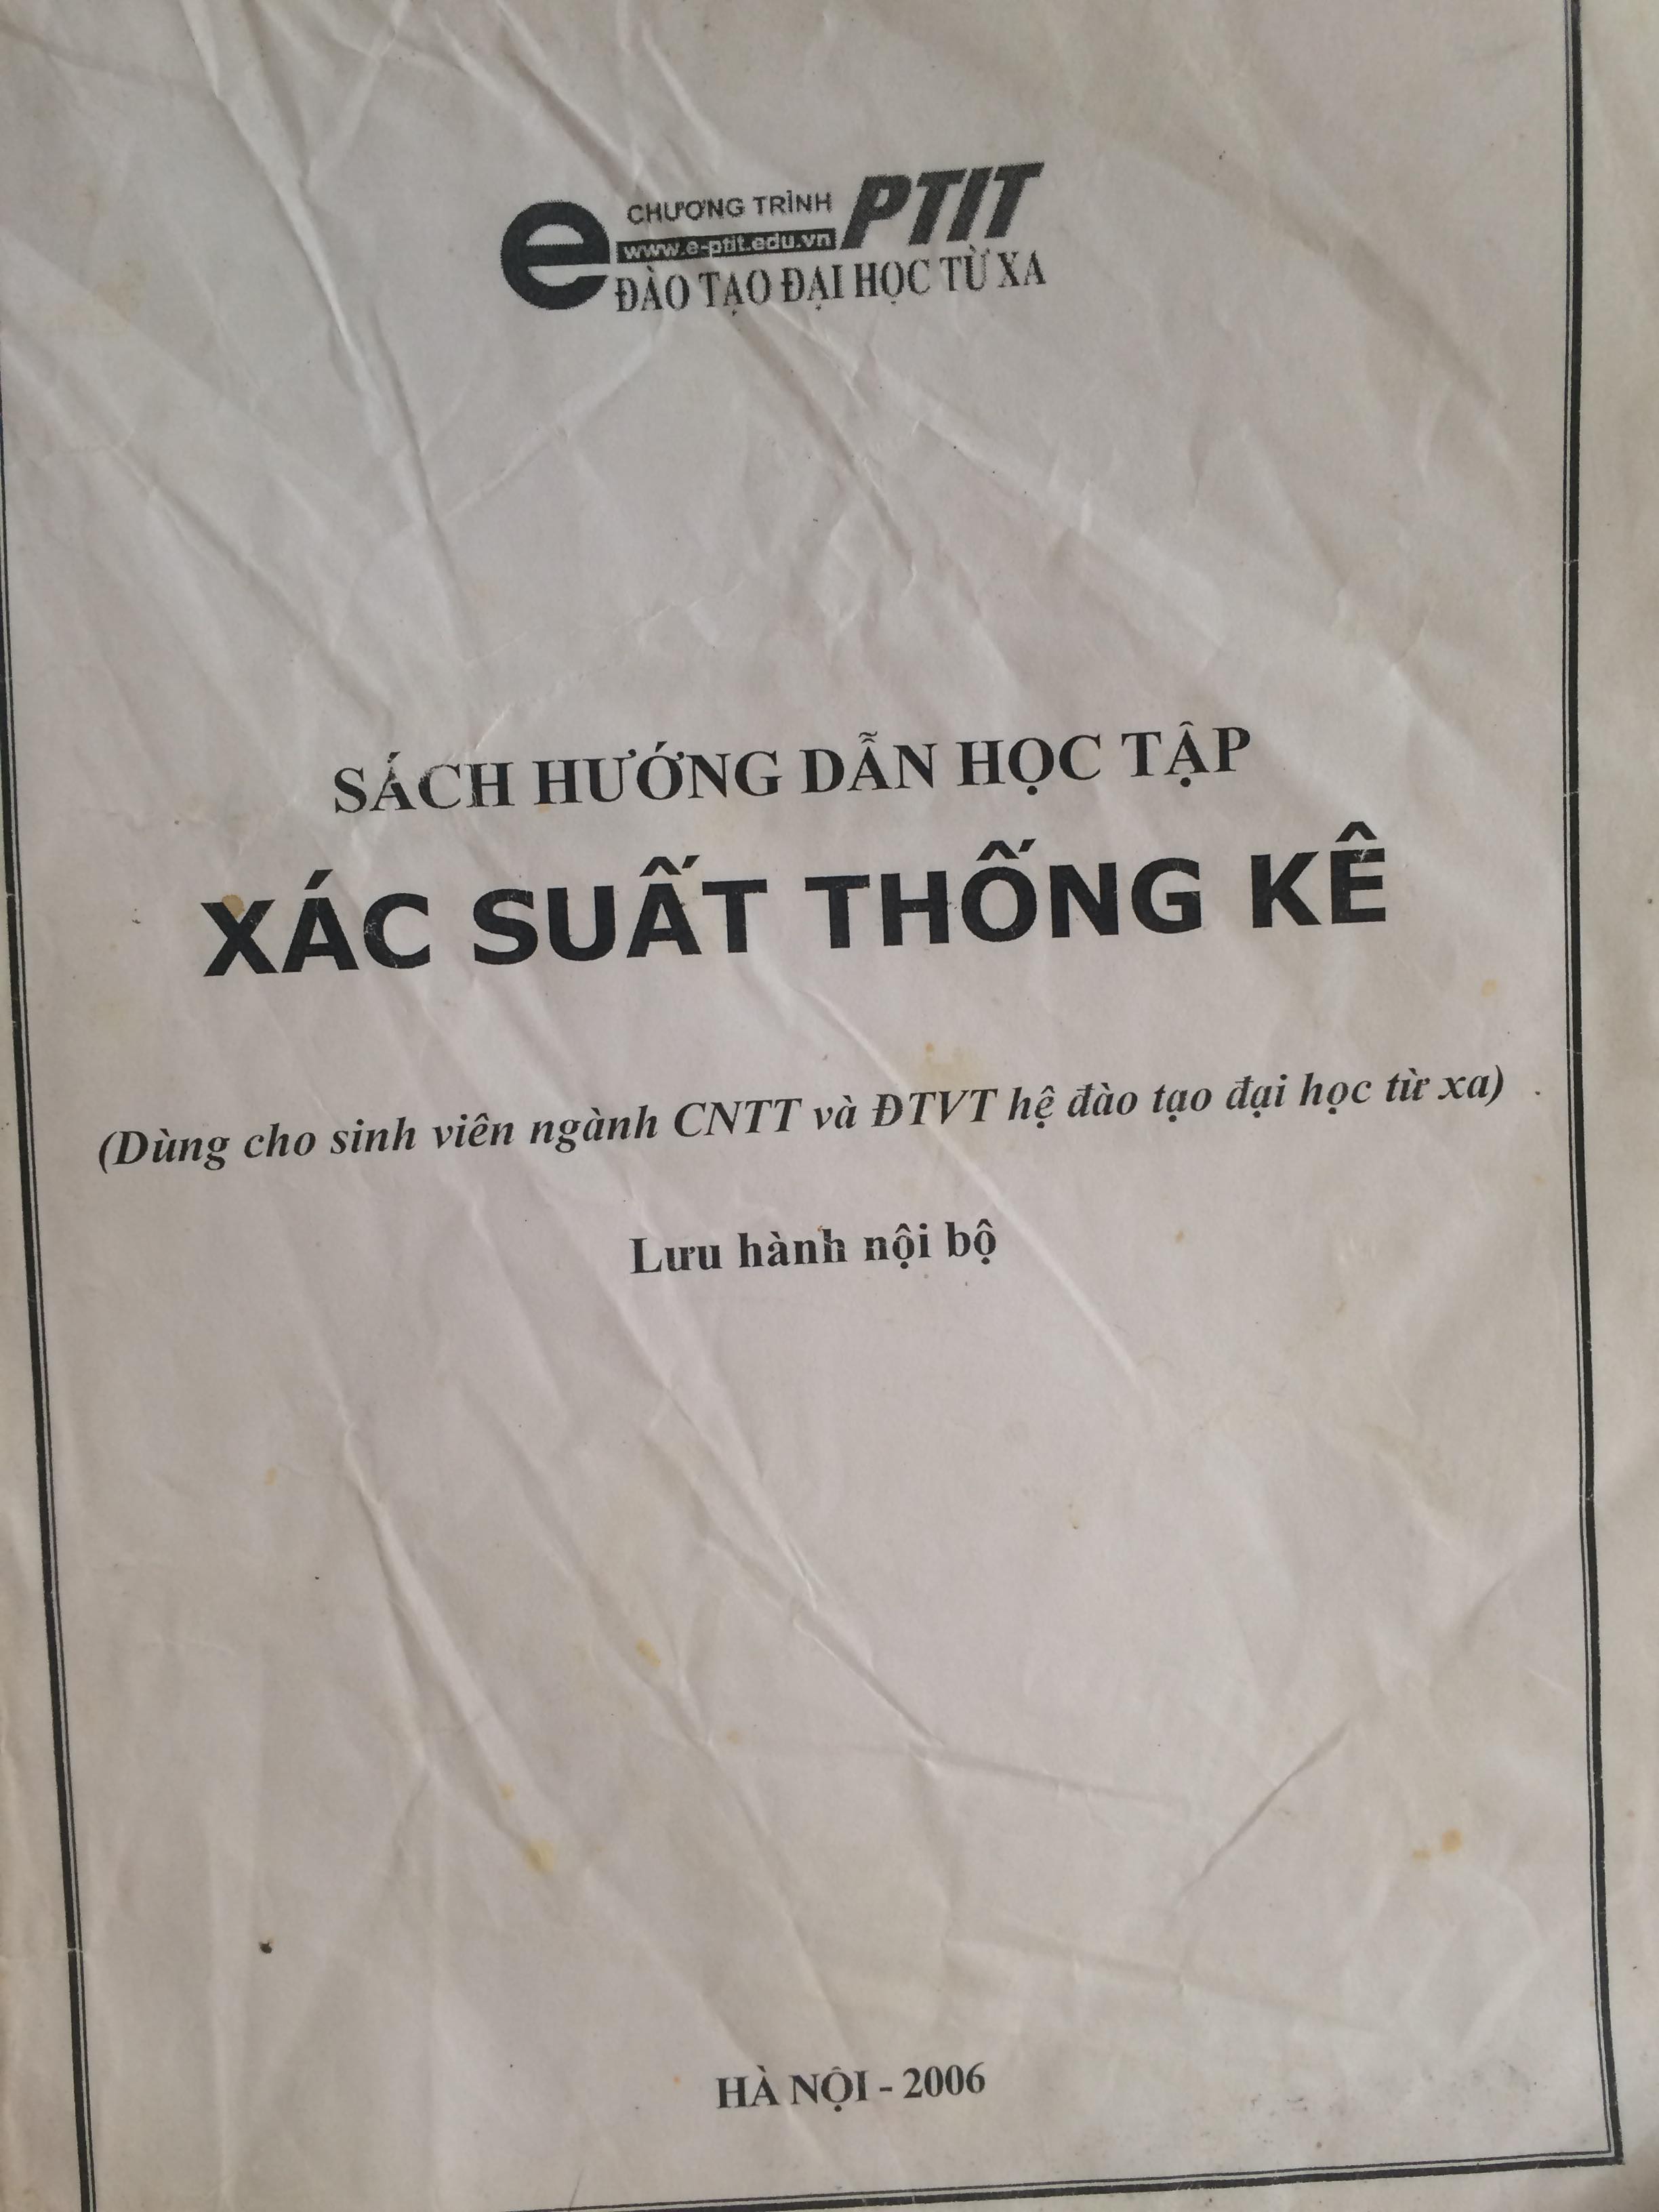 CHƯƠNG TRÌNH PTIT
e www.e-ptit.edu.vn
ĐÀO TẠO ĐẠI HỌC TỪ XA
SÁCH HƯỚNG DẪN HỌC TẬP
XÁC SUẤT THỐNG KÊ
(Dùng cho sinh viên ngành CNTT và ĐTVT hệ đào tạo đại học từ xa)
Lưu hành nội bộ
HÀ NỘI - 2006